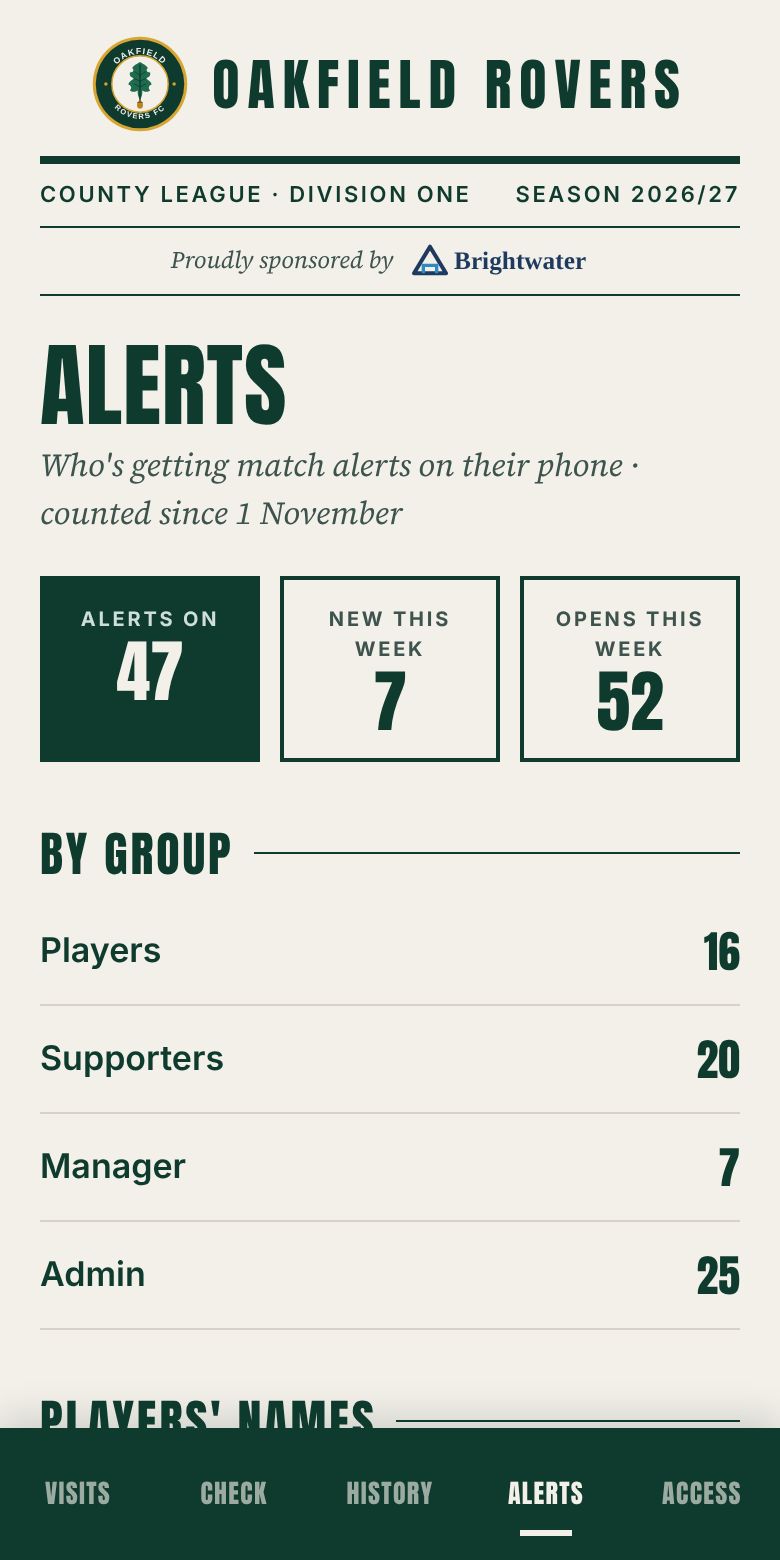 OAKFIELD
ROVERS FC
OAKFIELD ROVERS
COUNTY LEAGUE · DIVISION ONE
SEASON 2026/27
Proudly sponsored by
Brightwater
ALERTS
Who's getting match alerts on their phone ·
counted since 1 November
ALERTS ON
47
NEW THIS
WEEK
7
OPENS THIS
WEEK
52
BY GROUP
Players 16
Supporters 20
Manager 7
Admin 25
PLAYERS' NAMES
VISITS CHECK HISTORY ALERTS ACCESS